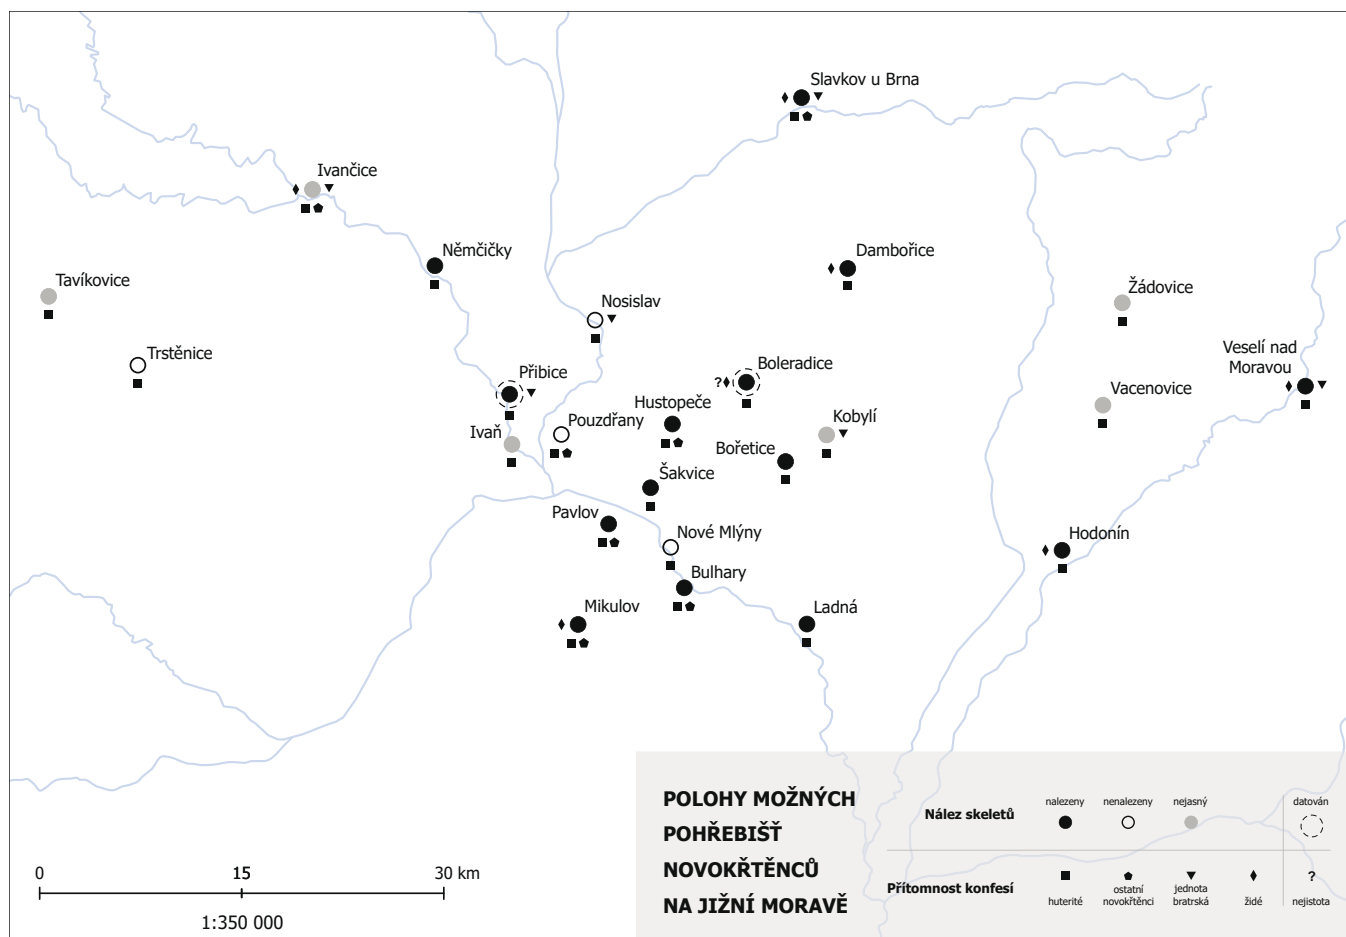 Slavkov u Brna
Ivančice
Němčičky
Dambořice
Tavíkovice
Žádovice
Nosislav
Trstěnice
Veselí nad
Moravou
Přibice
Boleradice
?
Vacenovice
Hustopeče
Pouzdřany
Kobylí
Ivaň
Bořetice
Šakvice
Pavlov
Nové Mlýny
Hodonín
Bulhary
Mikulov
Ladná
POLOHY MOŽNÝCH
POHŘEBIŠŤ
NOVOKŘTĚNCŮ
NA JIŽNÍ MORAVĚ
Nález skeletů
nalezeny
nenalezeny
nejasný
datován
Přítomnost konfesí
?
huterité
ostatní
novokřtěnci
jednota
bratrská
židé
nejistota
0 15 30 km
1:350 000